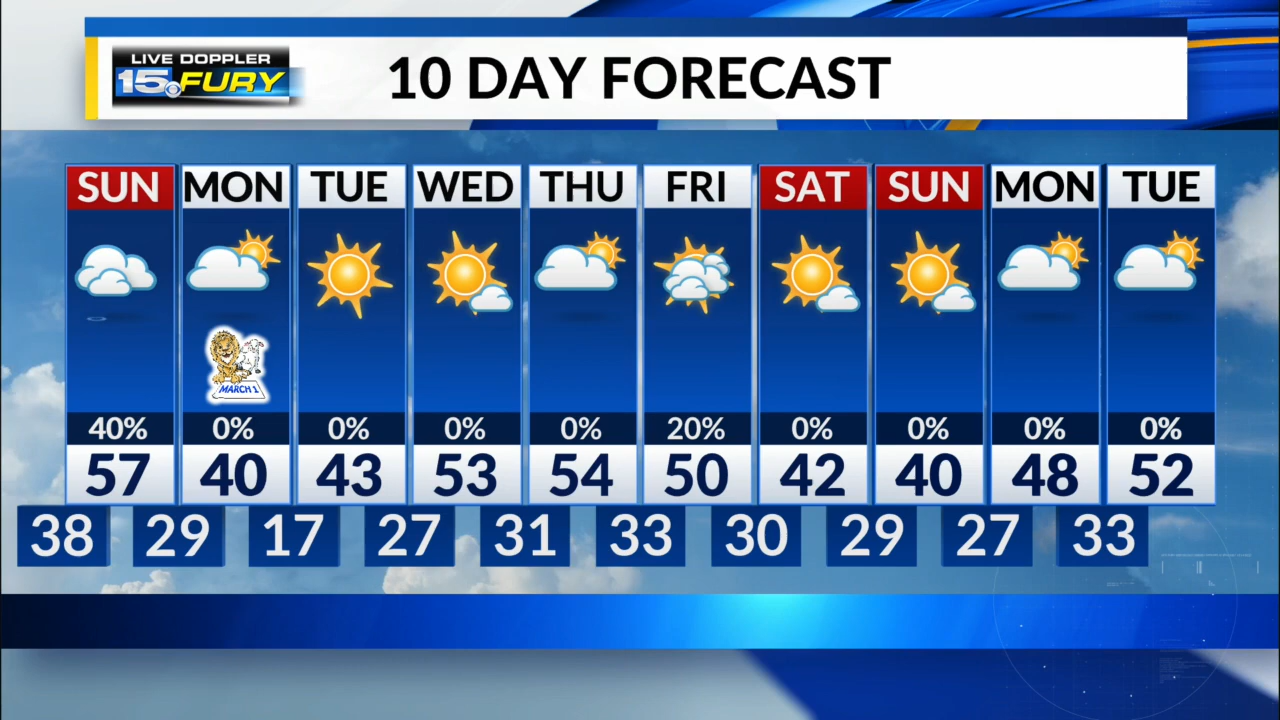 LIVE DOPPLER
15 FURY
10 DAY FORECAST
SUN MON TUE WED THU FRI SAT SUN MON TUE
MARCH 1
40% 0% 0% 0% 0% 20% 0% 0% 0% 0%
57 40 43 53 54 50 42 40 48 52
38 29 17 27 31 33 30 29 27 33